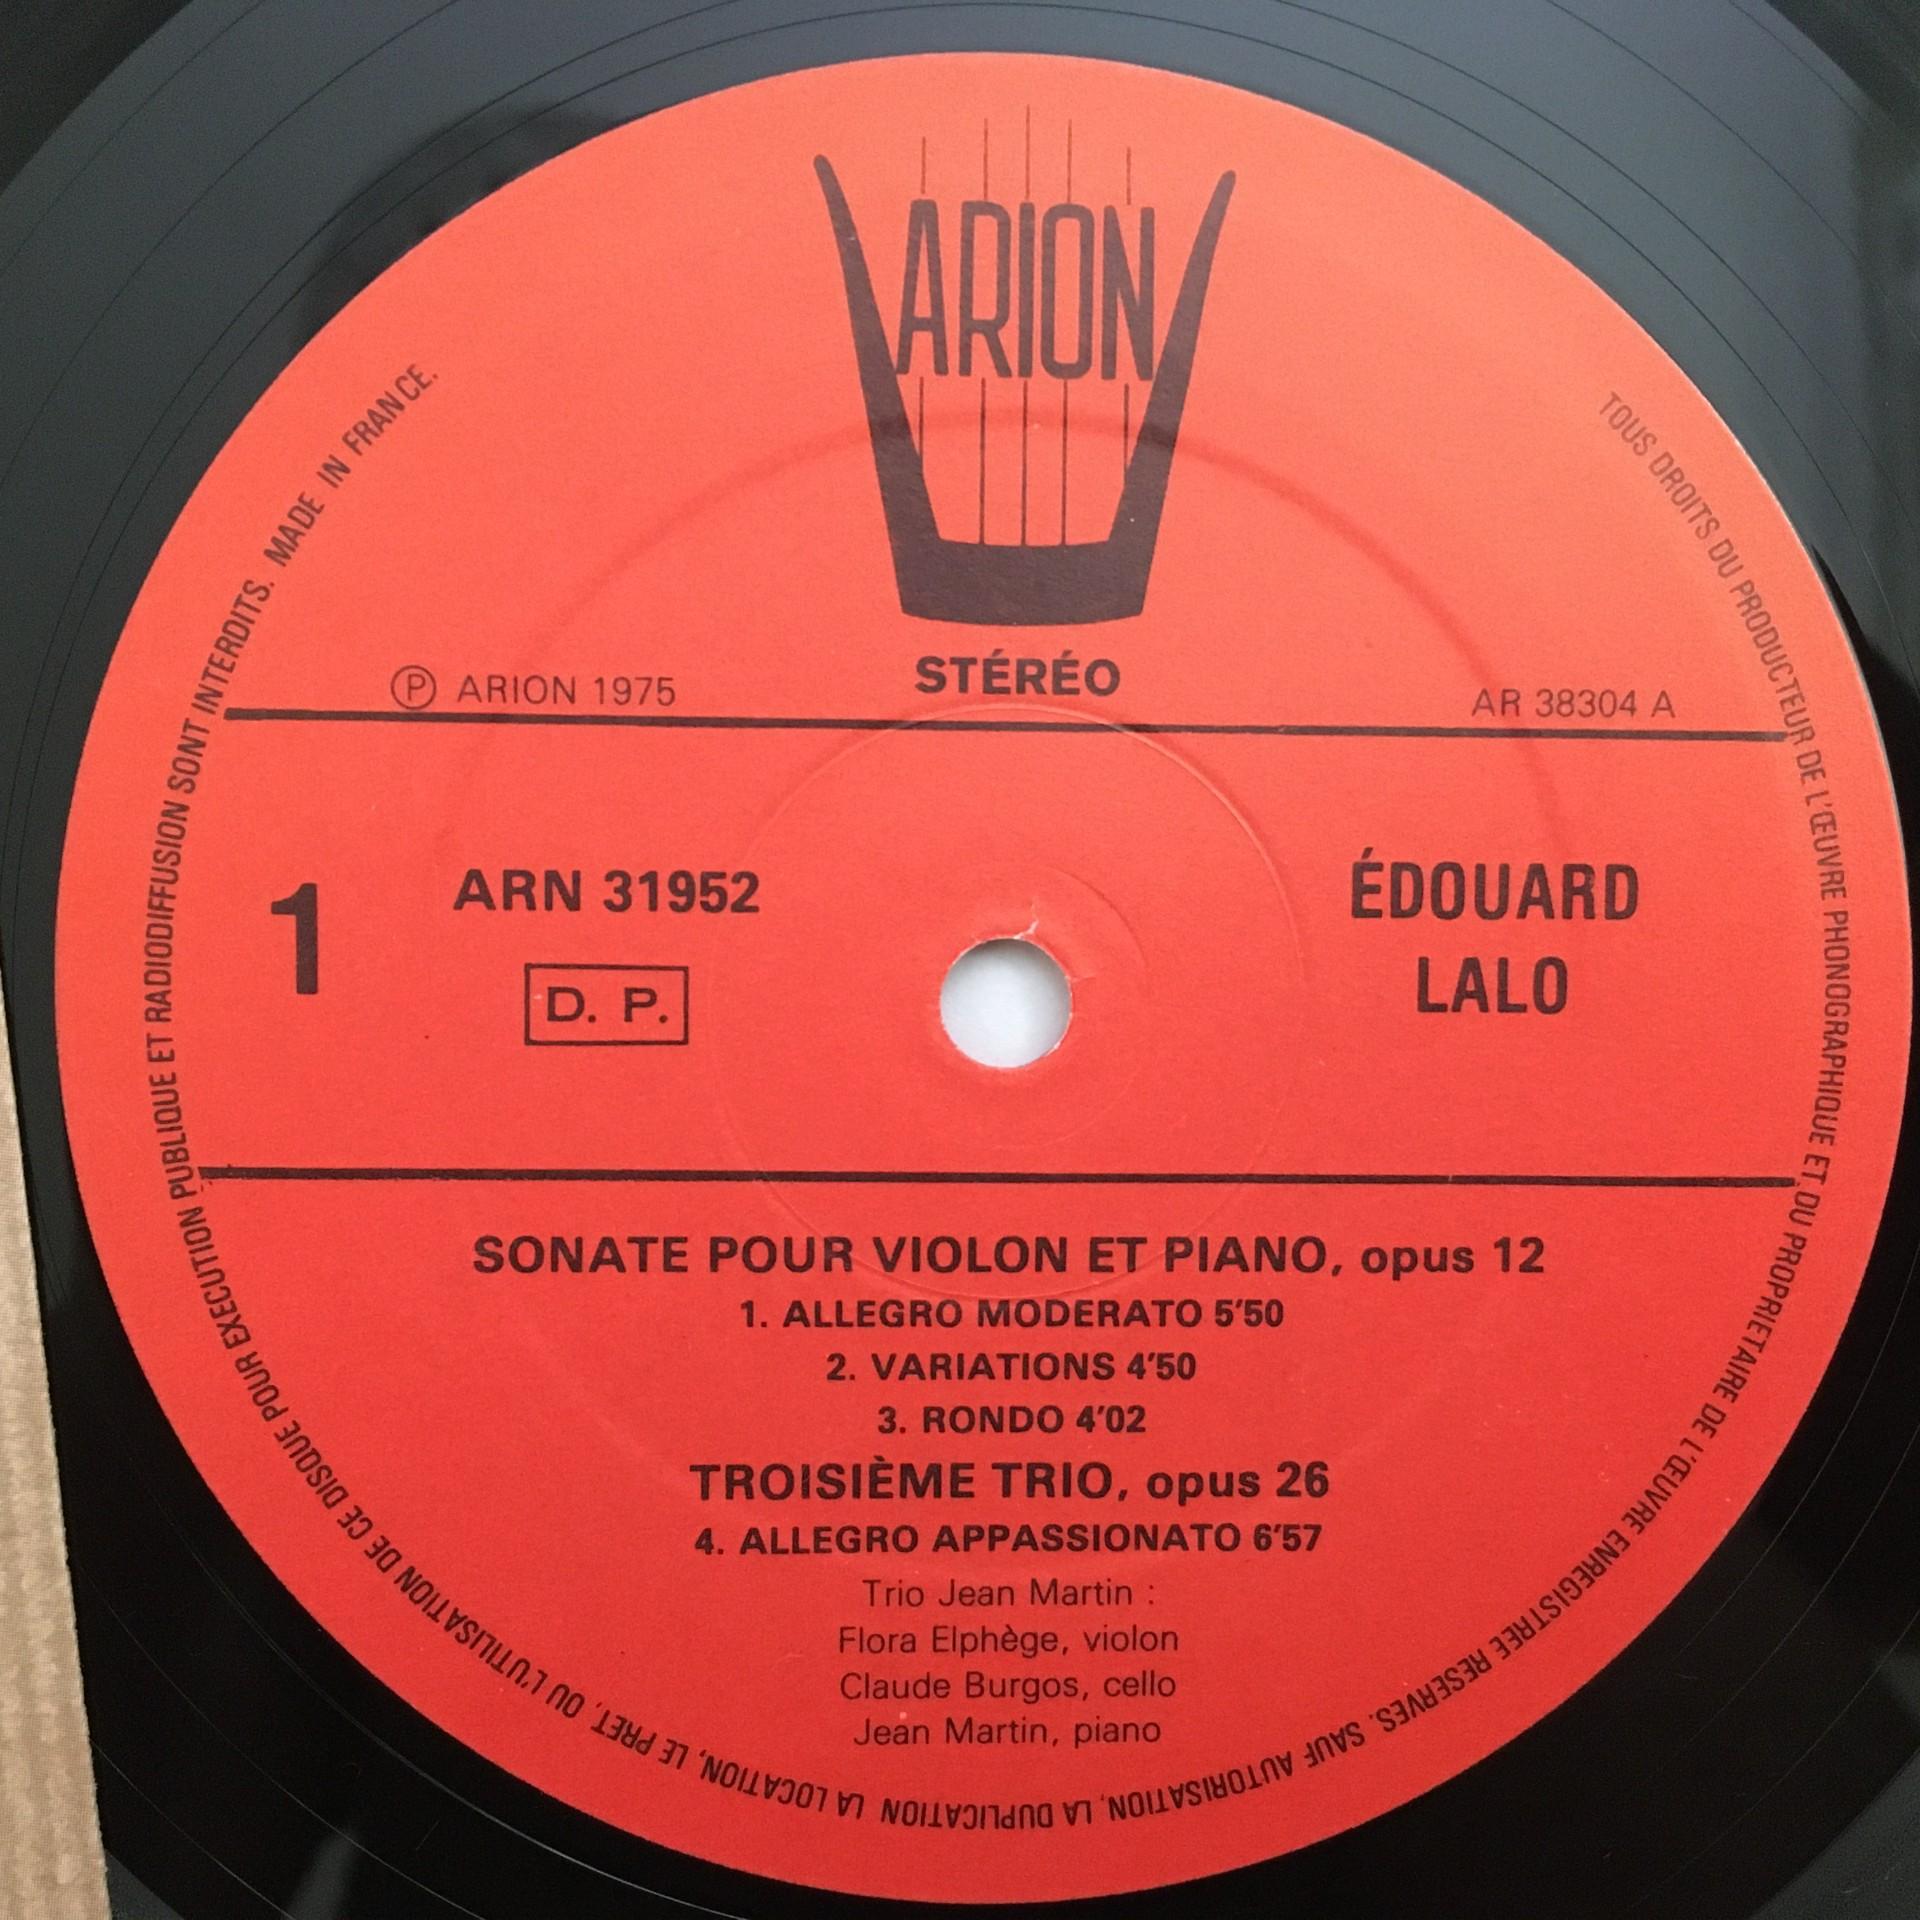 ARION
STÉRÉO
Ⓟ ARION 1975
AR 38304 A
1
ARN 31952
D. P.
ÉDOUARD
LALO
SONATE POUR VIOLON ET PIANO, opus 12
1. ALLEGRO MODERATO 5'50
2. VARIATIONS 4'50
3. RONDO 4'02
TROISIÈME TRIO, opus 26
4. ALLEGRO APPASSIONATO 6'57
Trio Jean Martin :
Flora Elphège, violon
Claude Burgos, cello
Jean Martin, piano
TOUS DROITS DU PRODUCTEUR DE L'ŒUVRE PHONOGRAPHIQUE ET DU PROPRIETAIRE DE L'ŒUVRE ENREGISTREE RESERVES. SAUF AUTORISATION, LA DUPLICATION LA LOCATION, LE PRET, OU L'UTILISATION DE CE DISQUE POUR EXECUTION PUBLIQUE ET RADIODIFFUSION SONT INTERDITS. MADE IN FRANCE.